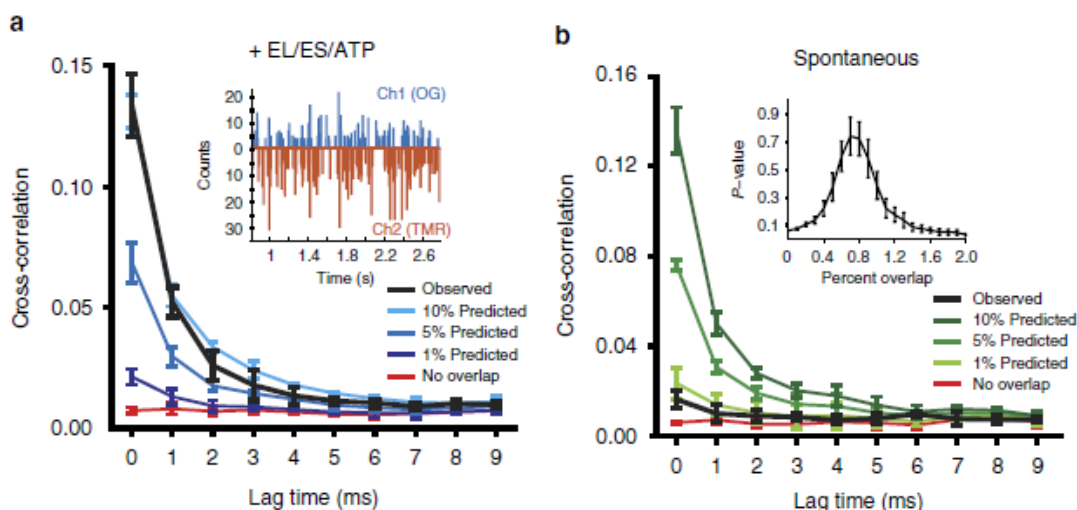 a
+ EL/ES/ATP
0.15
0.10
0.05
0.00
Cross-correlation
20
10
0
10
20
30
Counts
Ch1 (OG)
Ch2 (TMR)
1 1.4 1.8 2.2 2.6
Time (s)
Observed
10% Predicted
5% Predicted
1% Predicted
No overlap
0 1 2 3 4 5 6 7 8 9
Lag time (ms)
b
Spontaneous
0.16
0.12
0.08
0.04
0.00
Cross-correlation
0.9
0.7
0.5
0.3
0.1
P–value
0 0.4 0.8 1.2 1.6 2.0
Percent overlap
Observed
10% Predicted
5% Predicted
1% Predicted
No overlap
0 1 2 3 4 5 6 7 8 9
Lag time (ms)